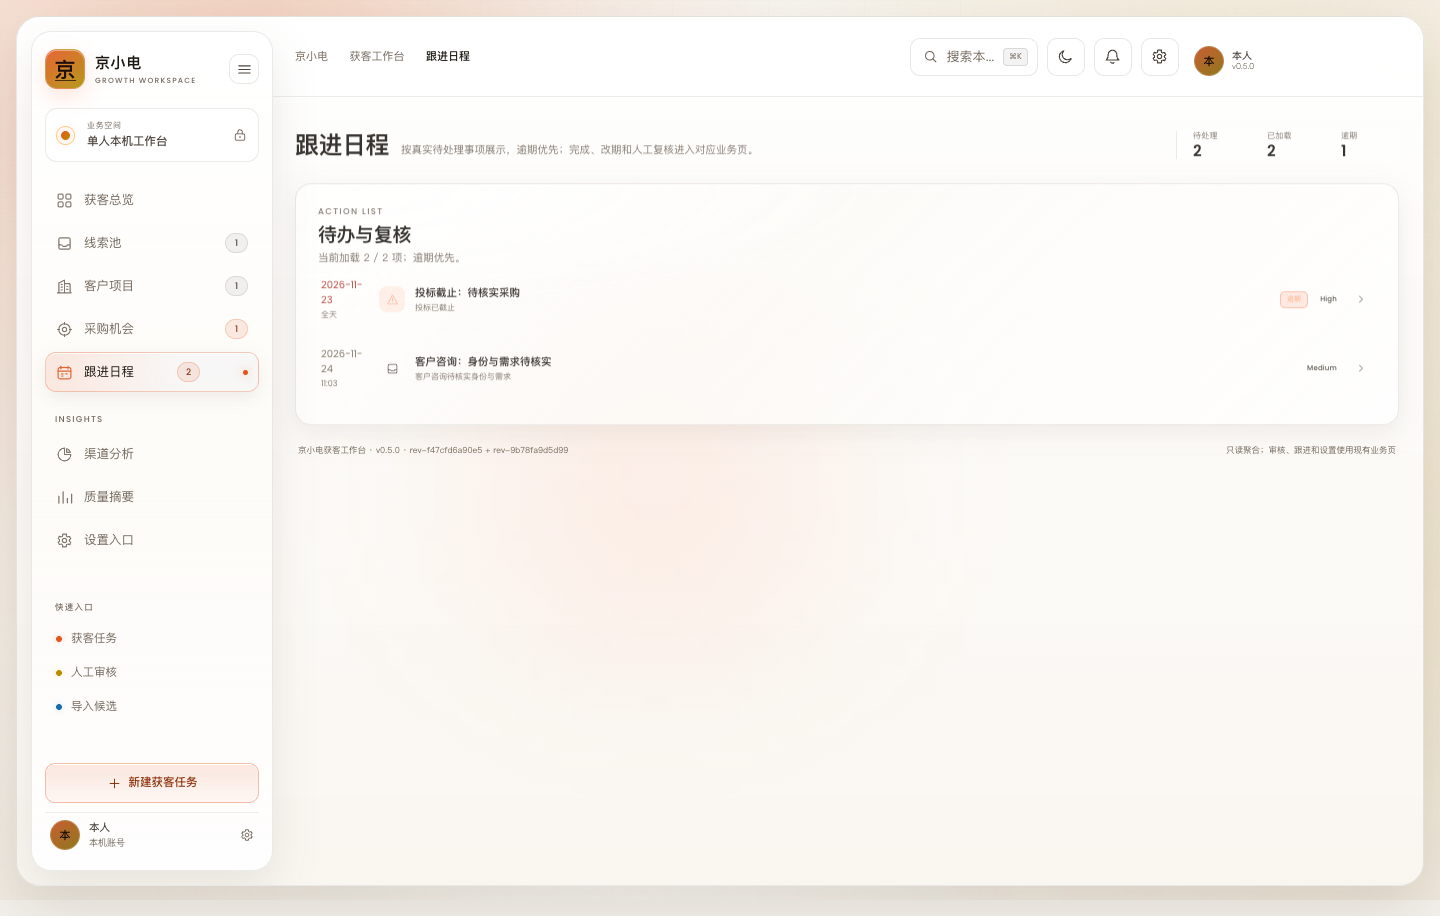 京
京小电
GROWTH WORKSPACE
业务空间
单人本机工作台
获客总览
线索池 1
客户项目 1
采购机会 1
跟进日程 2
INSIGHTS
渠道分析
质量摘要
设置入口
快速入口
获客任务
人工审核
导入候选
新建获客任务
本
本人
本机账号
京小电 获客工作台 跟进日程
搜索本... ⌘K
本
本人
v0.5.0
跟进日程
按真实待处理事项展示，逾期优先；完成、改期和人工复核进入对应业务页。
待处理
2
已加载
2
逾期
1
ACTION LIST
待办与复核
当前加载 2 / 2 项；逾期优先。
2026-11-
23
全天
投标截止：待核实采购
投标已截止
逾期
High
2026-11-
24
11:03
客户咨询：身份与需求待核实
客户咨询待核实身份与需求
Medium
京小电获客工作台 · v0.5.0 · rev-f47cfd6a90e5 + rev-9b78fa9d5d99
只读聚合；审核、跟进和设置使用现有业务页